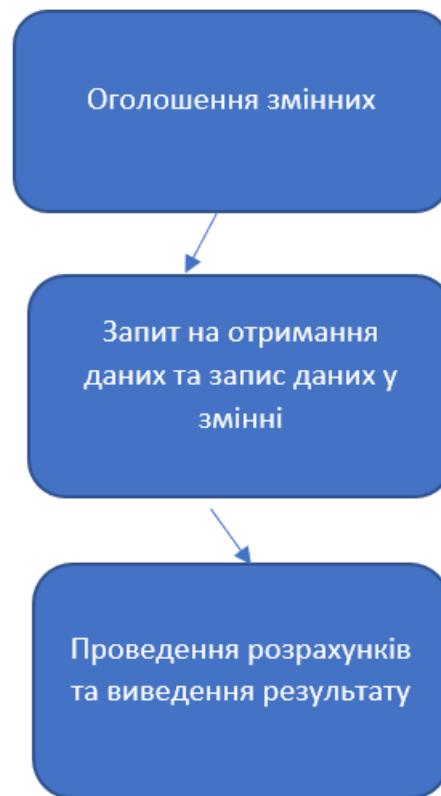 Оголошення змінних
Запит на отримання
даних та запис даних у
змінні
Проведення розрахунків
та виведення результату